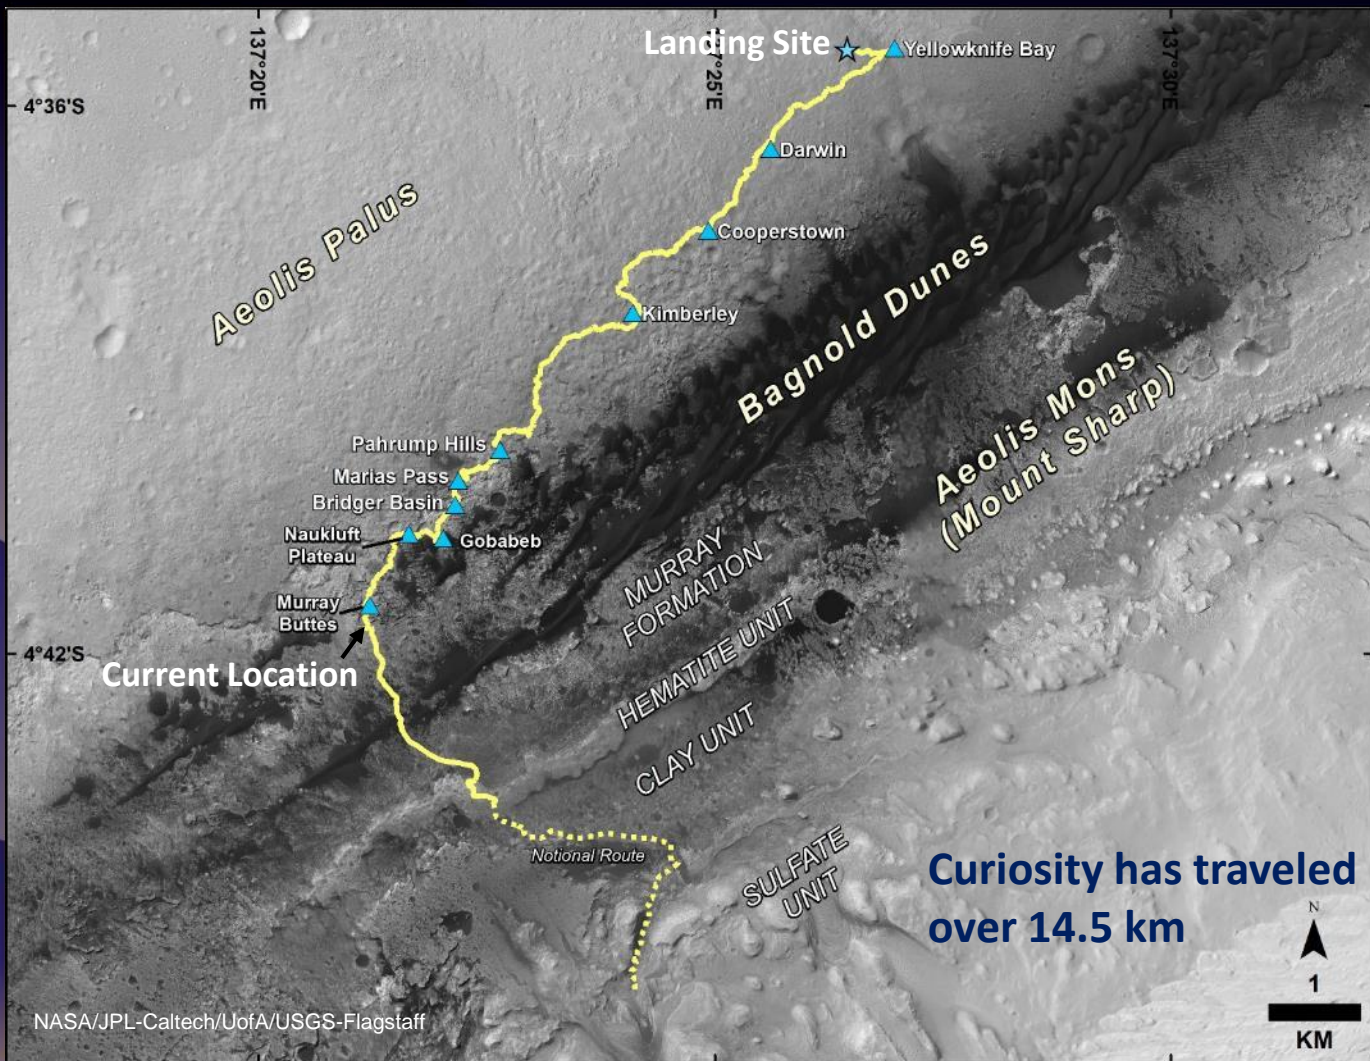 137°20'E
137°25'E
137°30'E
Landing Site
Yellowknife Bay
4°36'S
Darwin
Aeolis Palus
Cooperstown
Bagnold Dunes
Kimberley
Aeolis Mons
(Mount Sharp)
Pahrump Hills
Marias Pass
Bridger Basin
Naukluft
Plateau
Gobabeb
MURRAY
FORMATION
Murray
Buttes
HEMATITE UNIT
4°42'S
Current Location
CLAY UNIT
Notional Route
SULFATE
UNIT
Curiosity has traveled
over 14.5 km
N
1
KM
NASA/JPL-Caltech/UofA/USGS-Flagstaff